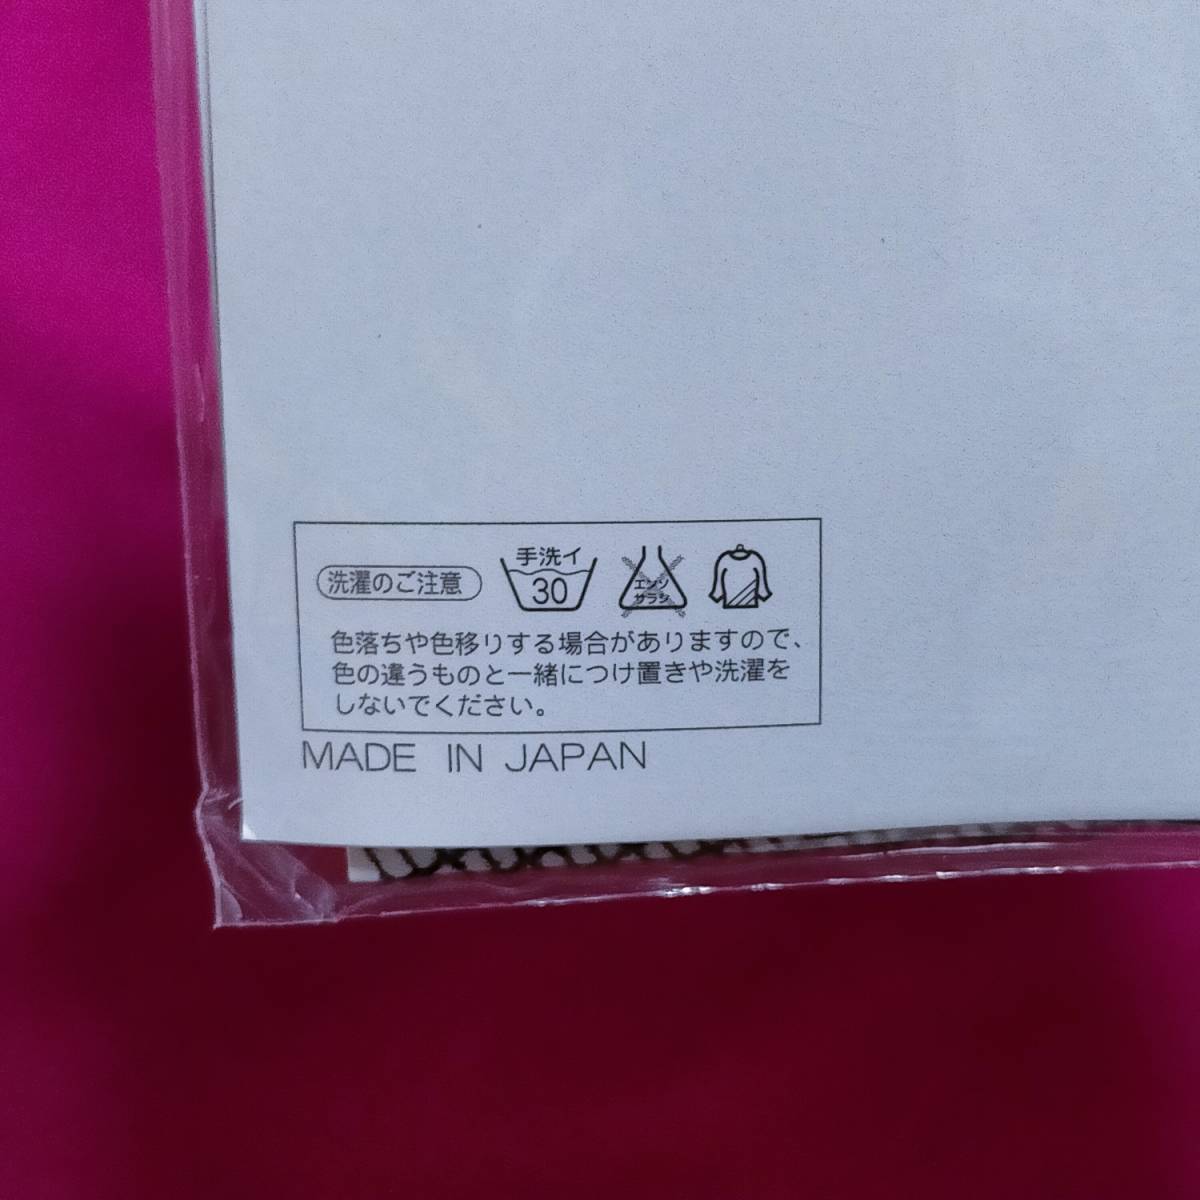 洗濯のご注意
手洗イ
30
エンソ
サラシ
色落ちや色移りする場合がありますので、
色の違うものと一緒につけ置きや洗濯を
しないでください。
MADE IN JAPAN